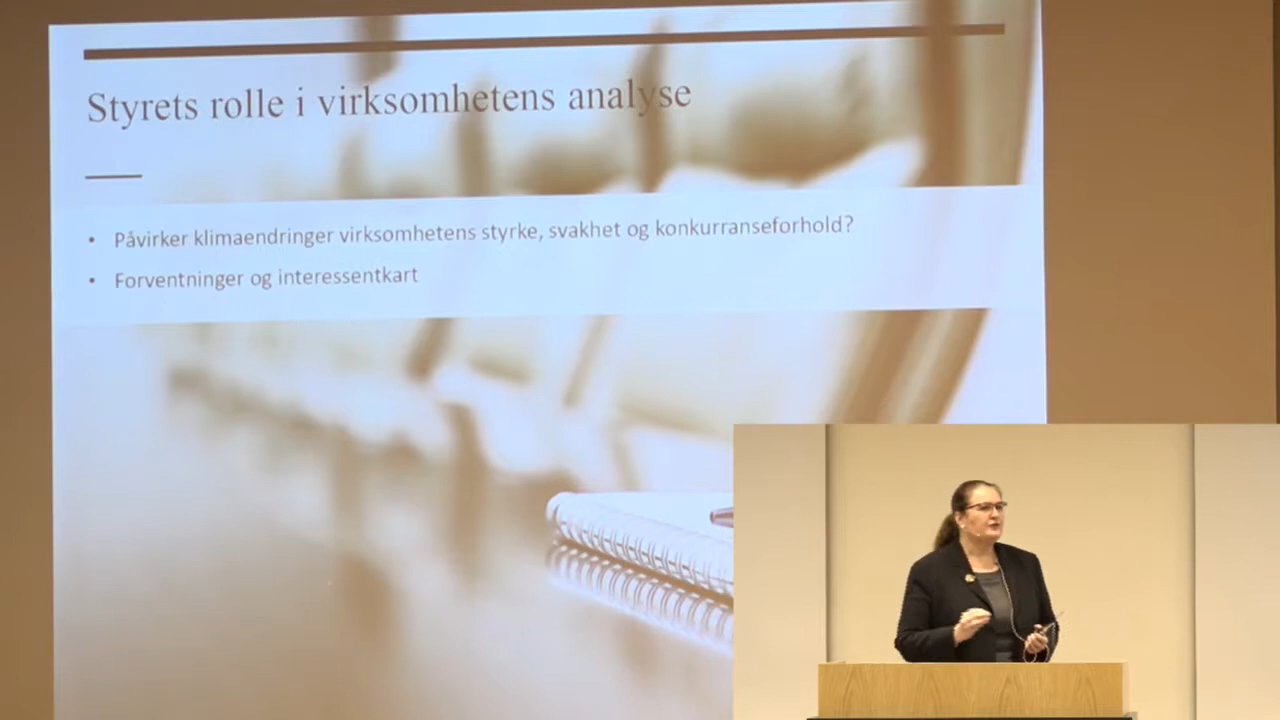 Styrets rolle i virksomhetens analyse
• Påvirker klimaendringer virksomhetens styrke, svakhet og konkurranseforhold?
• Forventninger og interessentkart